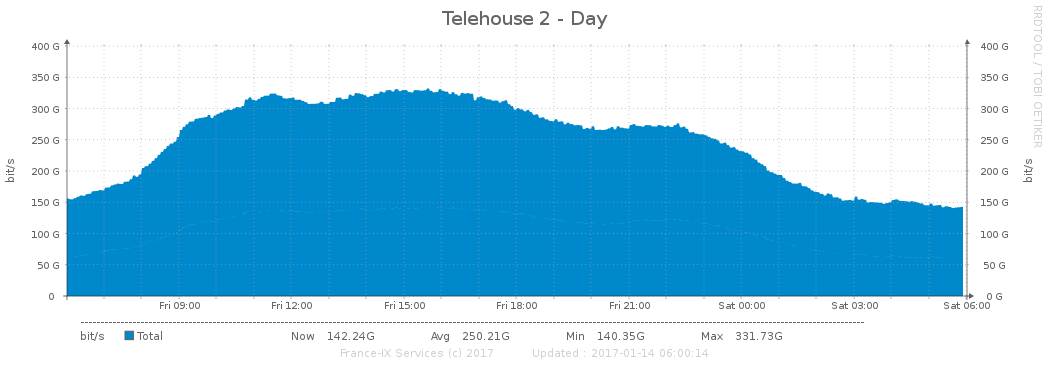 Telehouse 2 - Day
RRDTOOL / TOBI OETIKER
400 G 400 G
350 G 350 G
300 G 300 G
250 G 250 G
200 G 200 G
150 G 150 G
100 G 100 G
50 G 50 G
0 0 G
bit/s bit/s
Fri 09:00 Fri 12:00 Fri 15:00 Fri 18:00 Fri 21:00 Sat 00:00 Sat 03:00 Sat 06:00
bit/s Total Now 142.24G Avg 250.21G Min 140.35G Max 331.73G
France-IX Services (c) 2017 Updated : 2017-01-14 06:00:14